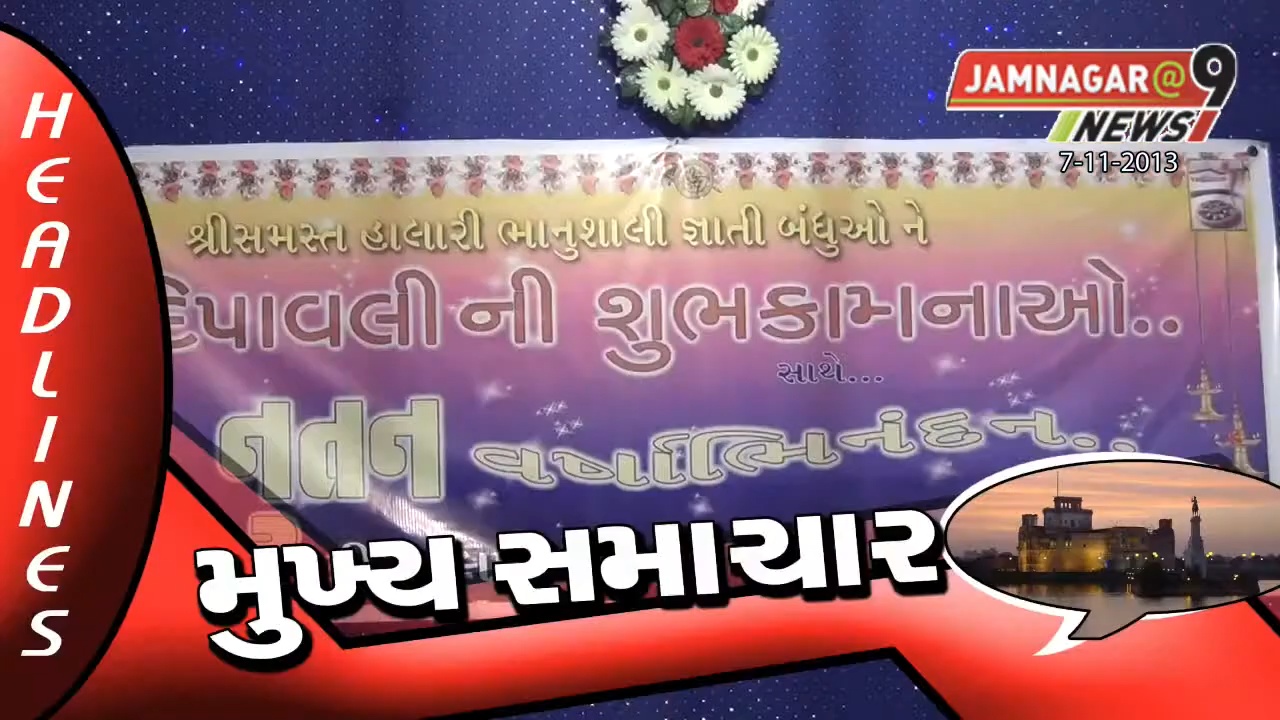 HEADLINES
JAMNAGAR@9
NEWS
7-11-2013
શ્રીસમસ્ત હાલારી ભાનુશાલી જ્ઞાતી બંધુઓ ને
દિપાવલી ની શુભકામનાઓ..
સાથે...
નુતન વર્ષાભિનંદન..
મુખ્ય સમાચાર